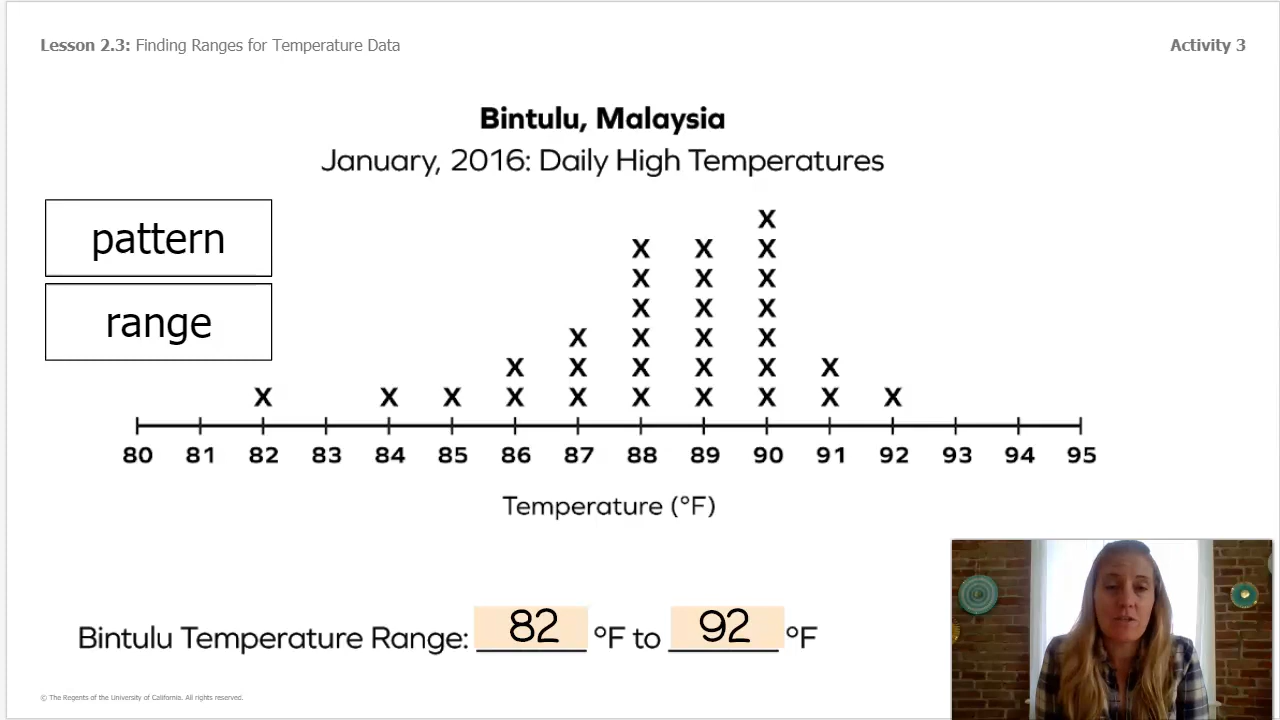 Lesson 2.3: Finding Ranges for Temperature Data
Activity 3
Bintulu, Malaysia
January, 2016: Daily High Temperatures
pattern
range
X
X X X
X X X
X X X
X X X X
X X X X X X
X X X X X X X X X X
80 81 82 83 84 85 86 87 88 89 90 91 92 93 94 95
Temperature (°F)
Bintulu Temperature Range: 82 °F to 92 °F
© The Regents of the University of California. All rights reserved.